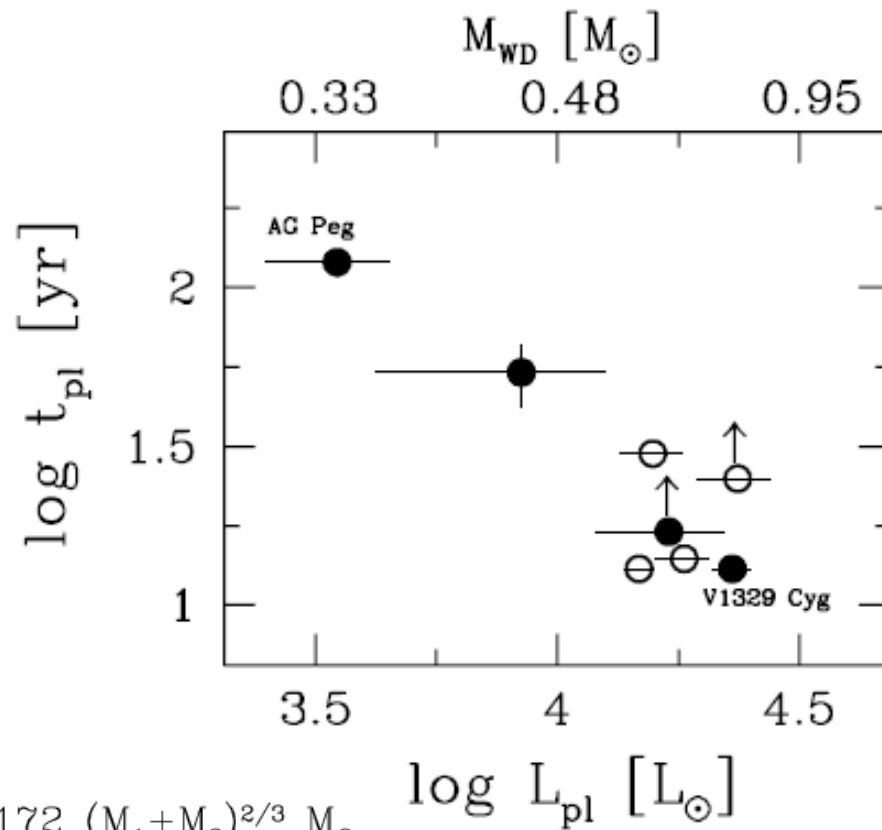 M_WD [M_⊙]
0.33 0.48 0.95
AG Peg
2
1.5
1
log t_pl [yr]
V1329 Cyg
3.5 4 4.5
log L_pl [L_⊙]